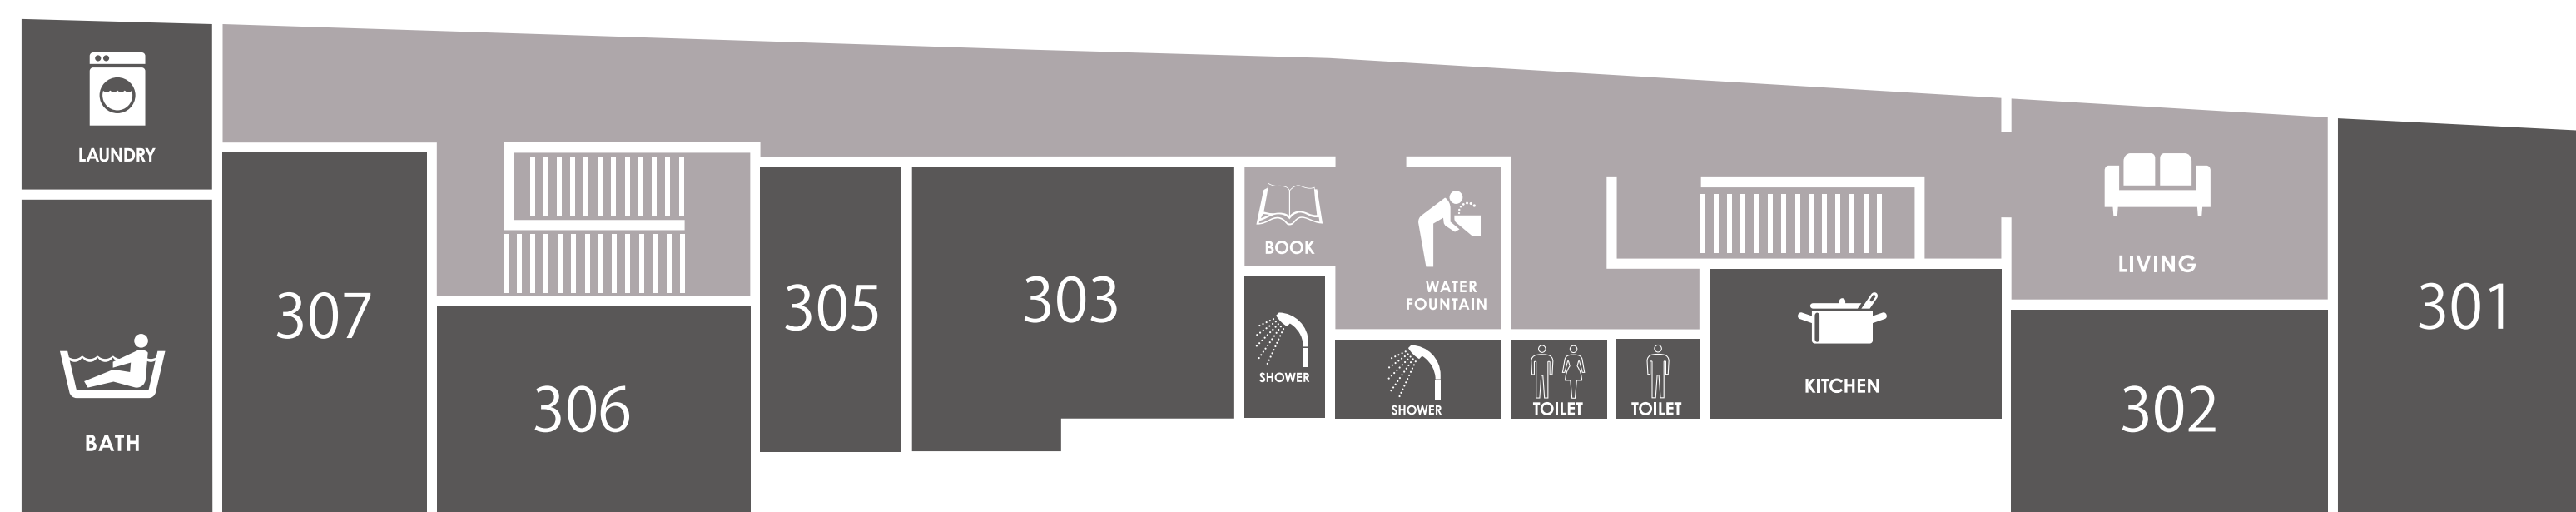 LAUNDRY
BATH
307
306
305
303
BOOK
SHOWER
WATER
FOUNTAIN
SHOWER
TOILET
TOILET
KITCHEN
LIVING
302
301